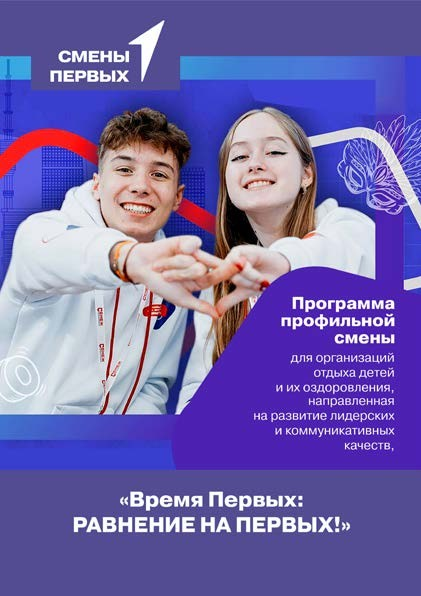 СМЕНЫ
ПЕРВЫХ
Программа
профильной
смены
для организаций
отдыха детей
и их оздоровления,
направленная
на развитие лидерских
и коммуникативных
качеств,
«Время Первых:
РАВНЕНИЕ НА ПЕРВЫХ!»